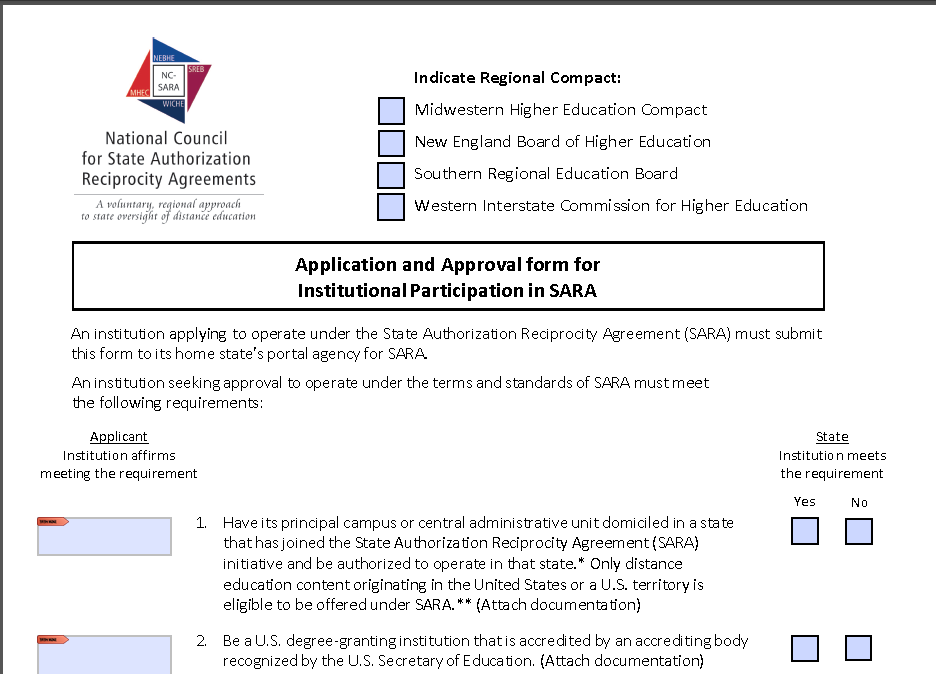 NEBHE
SREB
NC-
SARA
MHEC
WICHE
National Council
for State Authorization
Reciprocity Agreements
A voluntary, regional approach
to state oversight of distance education
Indicate Regional Compact:
Midwestern Higher Education Compact
New England Board of Higher Education
Southern Regional Education Board
Western Interstate Commission for Higher Education
Application and Approval form for
Institutional Participation in SARA
An institution applying to operate under the State Authorization Reciprocity Agreement (SARA) must submit
this form to its home state's portal agency for SARA.
An institution seeking approval to operate under the terms and standards of SARA must meet
the following requirements:
Applicant
Institution affirms
meeting the requirement
State
Institution meets
the requirement
Yes No
1. Have its principal campus or central administrative unit domiciled in a state
that has joined the State Authorization Reciprocity Agreement (SARA)
initiative and be authorized to operate in that state.* Only distance
education content originating in the United States or a U.S. territory is
eligible to be offered under SARA.** (Attach documentation)
2. Be a U.S. degree-granting institution that is accredited by an accrediting body
recognized by the U.S. Secretary of Education. (Attach documentation)